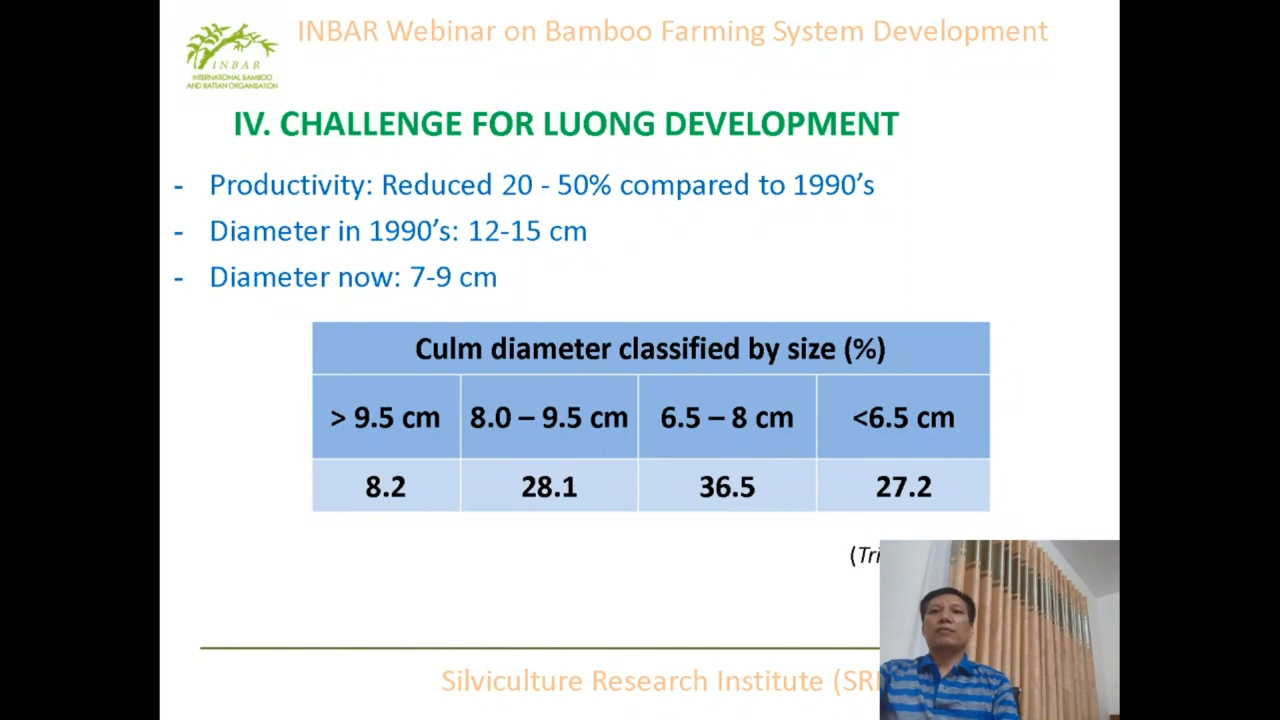 INBAR Webinar on Bamboo Farming System Development
INBAR
INTERNATIONAL BAMBOO
AND RATTAN ORGANISATION
IV. CHALLENGE FOR LUONG DEVELOPMENT
- Productivity: Reduced 20 - 50% compared to 1990’s
- Diameter in 1990’s: 12-15 cm
- Diameter now: 7-9 cm
Culm diameter classified by size (%)
> 9.5 cm 8.0 – 9.5 cm 6.5 – 8 cm <6.5 cm
8.2 28.1 36.5 27.2
Silviculture Research Institute